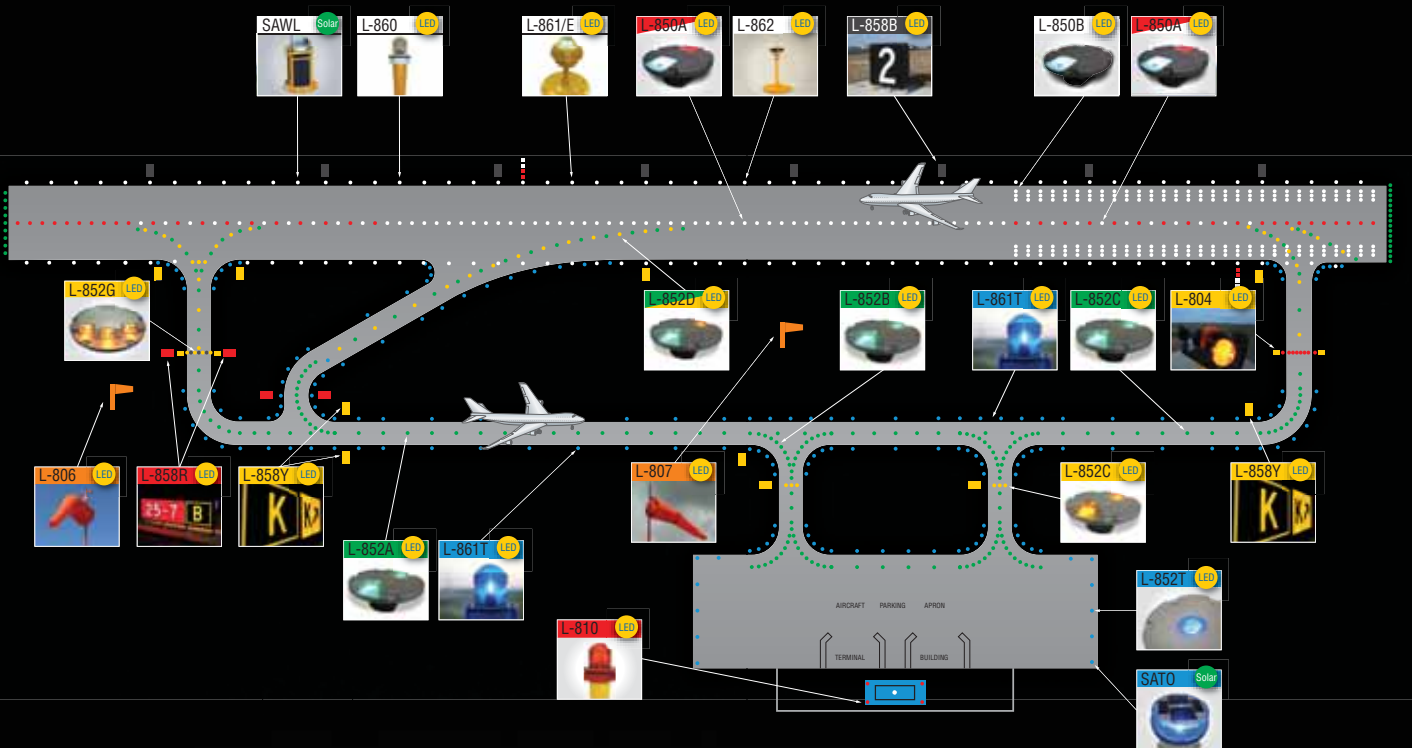 SAWL Solar
L-860 LED
L-861/E LED
L-850A LED
L-862 LED
L-858B LED
2
L-850B LED
L-850A LED
L-852G LED
L-852D LED
L-852B LED
L-861T LED
L-852C LED
L-804 LED
L-806 LED
L-858R LED
25-7 B
L-858Y LED
K K
L-807 LED
L-852C LED
L-858Y LED
K K
L-852A LED
L-861T LED
L-852T LED
AIRCRAFT PARKING APRON
L-810 LED
TERMINAL BUILDING
SATO Solar